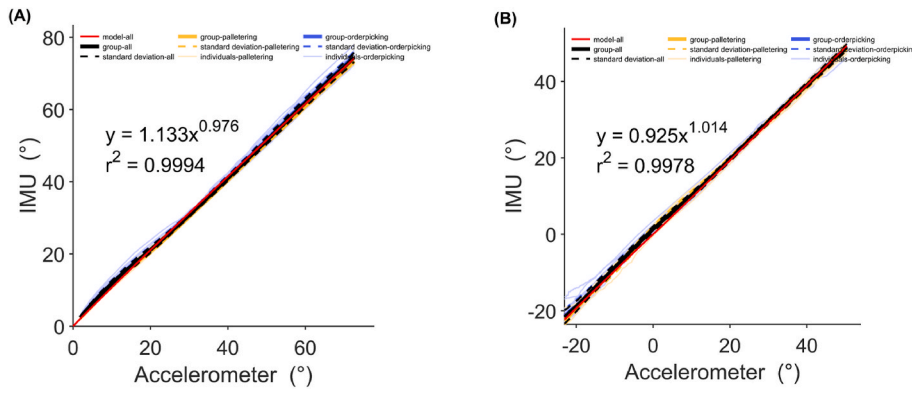 (A)
model-all
group-all
standard deviation-all
group-palletering
standard deviation-palletering
individuals-palletering
group-orderpicking
standard deviation-orderpicking
individuals-orderpicking
y = 1.133x^0.976
r^2 = 0.9994
IMU (°)
80
60
40
20
0
0 20 40 60
Accelerometer (°)
(B)
model-all
group-all
standard deviation-all
group-palletering
standard deviation-palletering
individuals-palletering
group-orderpicking
standard deviation-orderpicking
individuals-orderpicking
y = 0.925x^1.014
r^2 = 0.9978
IMU (°)
40
20
0
-20
-20 0 20 40
Accelerometer (°)